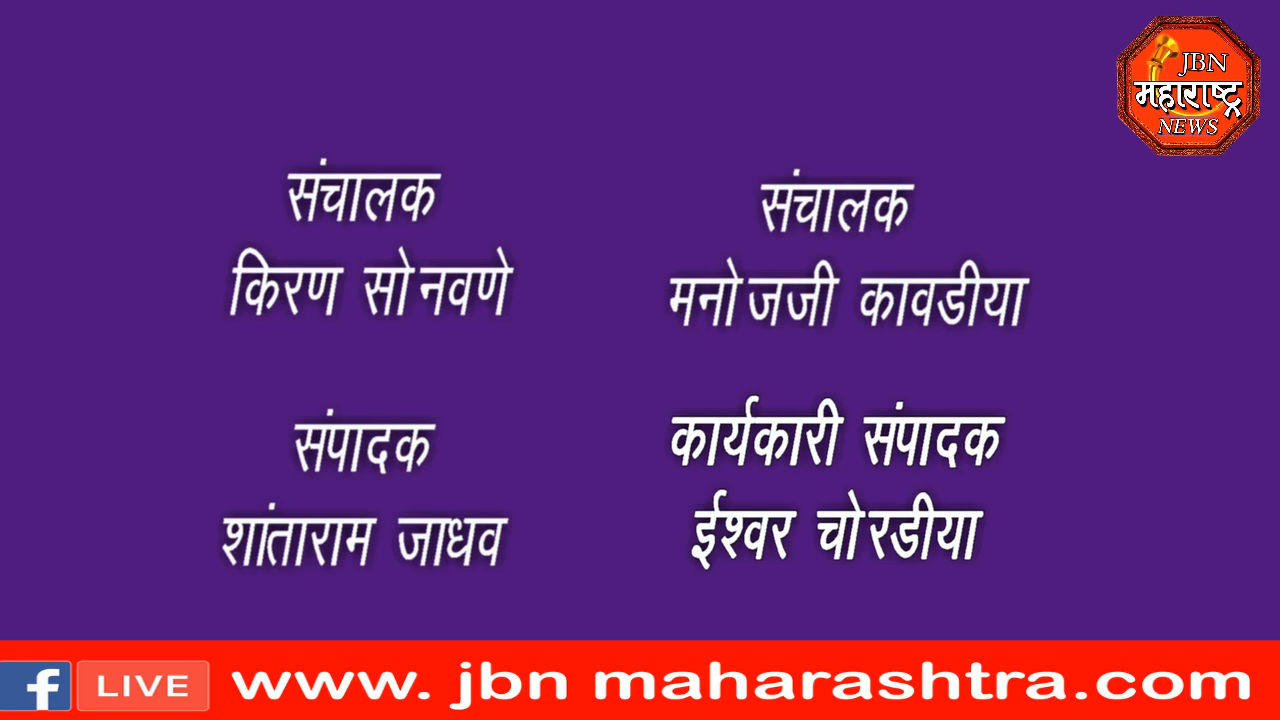 JBN
महाराष्ट्र
NEWS
संचालक
किरण सोनवणे
संचालक
मनोजजी कावडीया
संपादक
शांताराम जाधव
कार्यकारी संपादक
ईश्वर चोरडीया
f LIVE www. jbn maharashtra.com